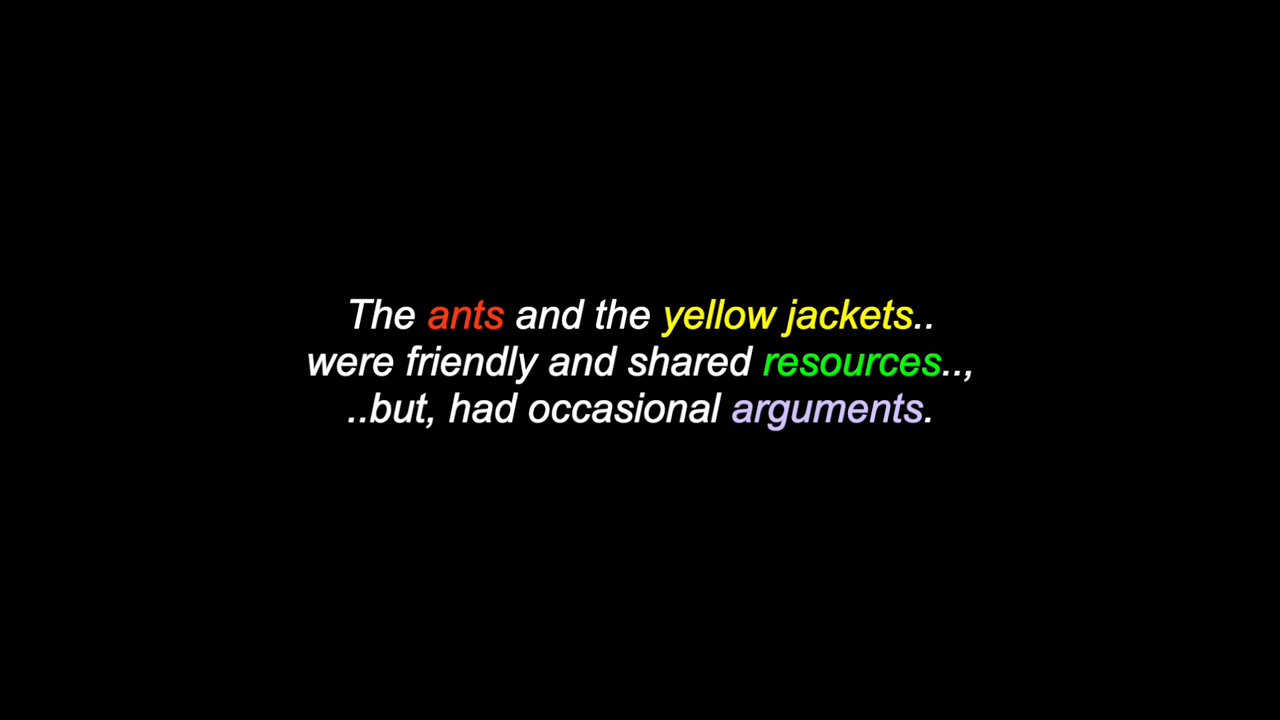 The ants and the yellow jackets..
were friendly and shared resources..,
..but, had occasional arguments.